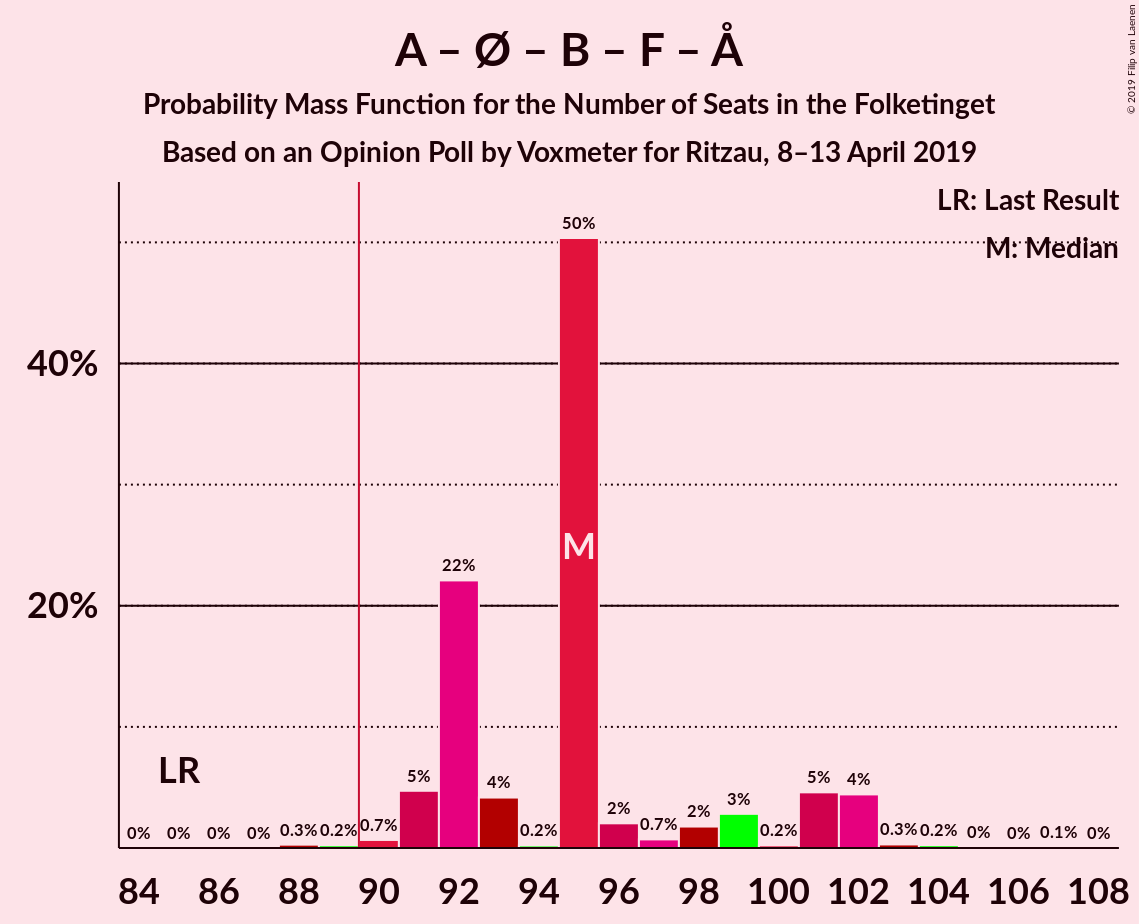 A – Ø – B – F – Å
Probability Mass Function for the Number of Seats in the Folketinget
Based on an Opinion Poll by Voxmeter for Ritzau, 8–13 April 2019
© 2019 Filip van Laenen
LR: Last Result
M: Median
50%
40%
M
22%
20%
LR
0% 0% 0% 0% 0.3% 0.2% 0.7% 5% 4% 0.2% 2% 0.7% 2% 3% 0.2% 5% 4% 0.3% 0.2% 0% 0% 0.1% 0%
84 86 88 90 92 94 96 98 100 102 104 106 108